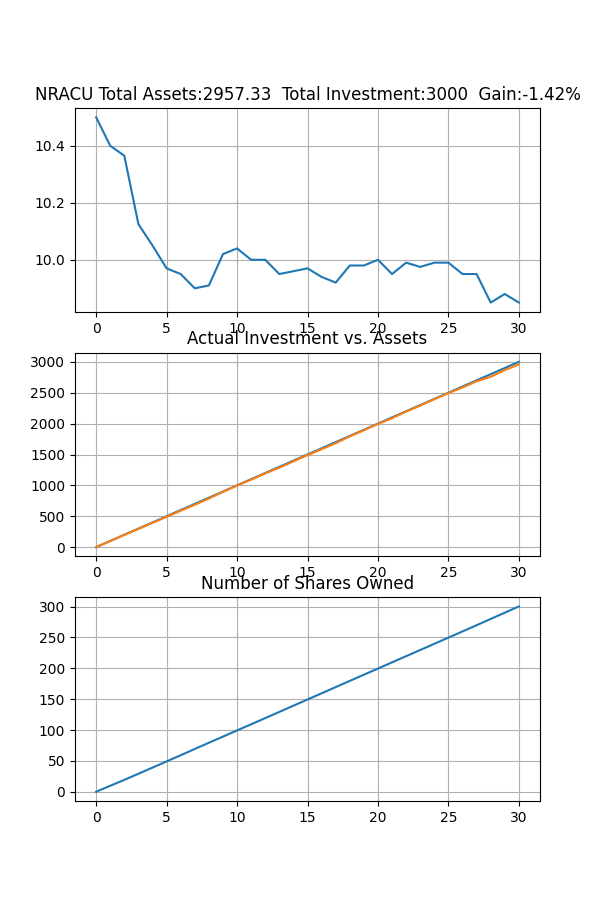 NRACU Total Assets:2957.33  Total Investment:3000  Gain:-1.42%
10.4
10.2
10.0
0 5 10 15 20 25 30
Actual Investment vs. Assets
3000
2500
2000
1500
1000
500
0
0 5 10 15 20 25 30
Number of Shares Owned
300
250
200
150
100
50
0
0 5 10 15 20 25 30